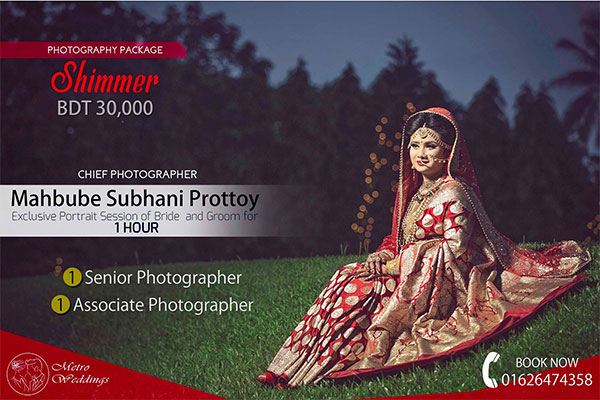 PHOTOGRAPHY PACKAGE
Shimmer
BDT 30,000
CHIEF PHOTOGRAPHER
Mahbube Subhani Prottoy
Exclusive Portrait Session of Bride and Groom for
1 HOUR
1 Senior Photographer
1 Associate Photographer
Metro
Weddings
BOOK NOW
01626474358